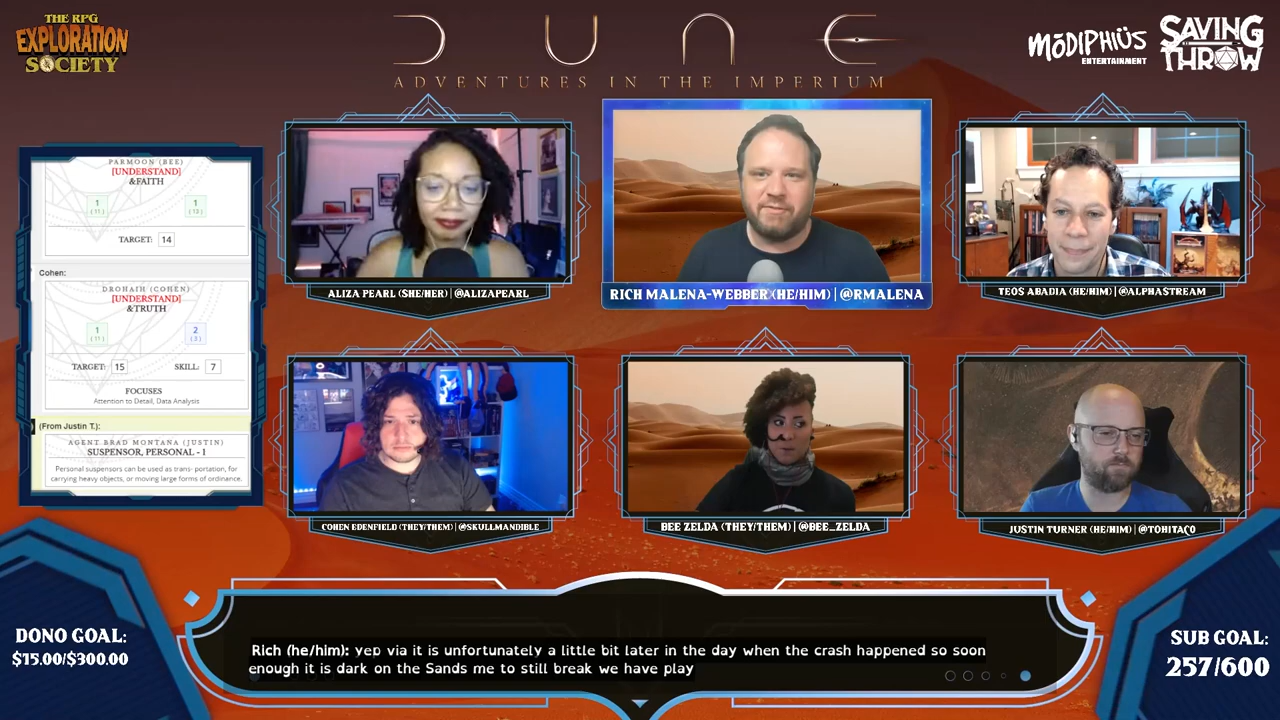 THE RPG
EXPLORATION
SOCIETY
DUNE
ADVENTURES IN THE IMPERIUM
MŌDIPHIÜS
ENTERTAINMENT
SAVING
THROW
PARMOON (BEE)
[UNDERSTAND]
&FAITH
1 1
( 11 ) ( 13 )
TARGET: 14
Cohen:
DROHAIH (COHEN)
[UNDERSTAND]
&TRUTH
1 2
( 11 ) ( 3 )
TARGET: 15 SKILL: 7
FOCUSES
Attention to Detail, Data Analysis
(From Justin T.):
AGENT BRAD MONTANA (JUSTIN)
SUSPENSOR, PERSONAL - 1
Personal suspensors can be used as trans- portation, for
carrying heavy objects, or moving large forms of ordinance.
ALIZA PEARL (SHE/HER) | @ALIZAPEARL
RICH MALENA-WEBBER (HE/HIM) | @RMALENA
TEOS ABADIA (HE/HIM) | @ALPHASTREAM
COHEN EDENFIELD (THEY/THEM) | @SKULLMANDIBLE
BEE ZELDA (THEY/THEM) | @BEE_ZELDA
JUSTIN TURNER (HE/HIM) | @TOHITACO
DONO GOAL:
$15.00/$300.00
Rich (he/him): yep via it is unfortunately a little bit later in the day when the crash happened so soon
enough it is dark on the Sands me to still break we have play
SUB GOAL:
257/600